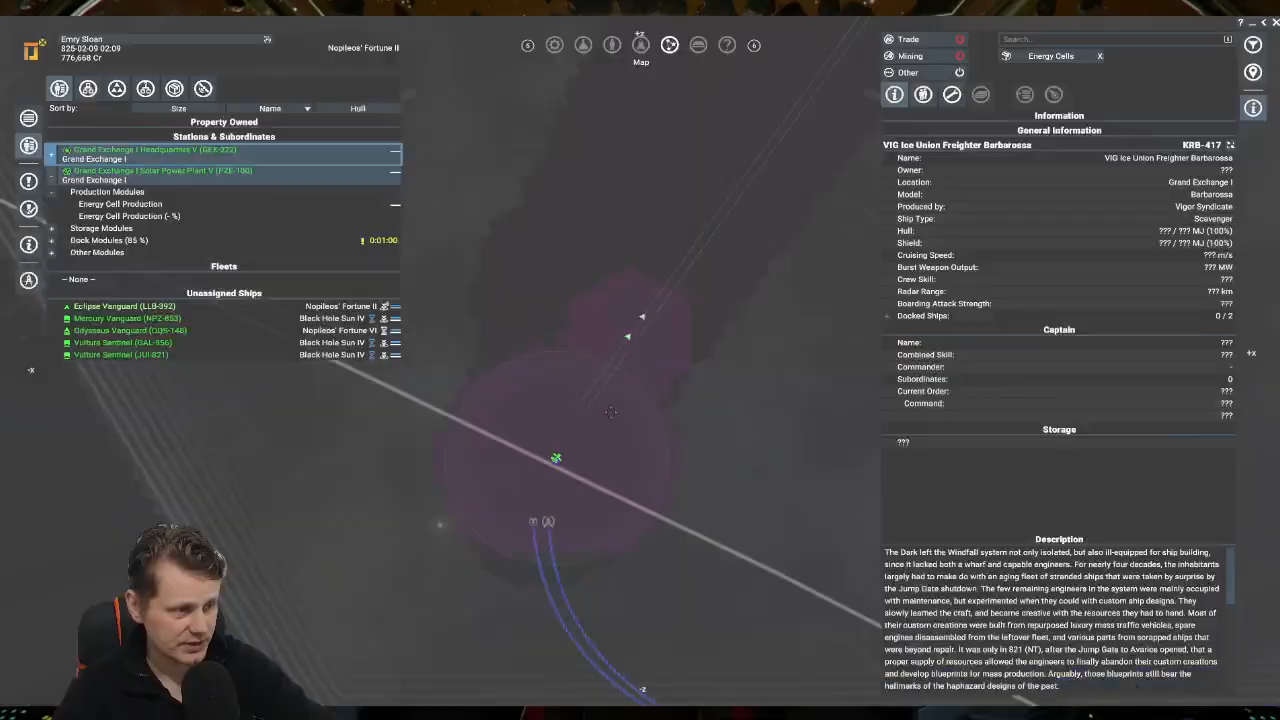 Emry Sloan
825-02-09 02:09
776,668 Cr
Nopileos' Fortune II
5
6
Map
+z
Sort by:
Size
Name
Hull
Property Owned
Stations & Subordinates
Grand Exchange I Headquarters V (GEX-222)
Grand Exchange I
Grand Exchange I Solar Power Plant V (PZE-100)
Grand Exchange I
Production Modules
Energy Cell Production
Energy Cell Production (- %)
Storage Modules
Dock Modules (85 %)
0:01:00
Other Modules
Fleets
-- None --
Unassigned Ships
Eclipse Vanguard (LLB-392)
Nopileos' Fortune II
Mercury Vanguard (NPZ-853)
Black Hole Sun IV
Odysseus Vanguard (ODS-146)
Nopileos' Fortune VI
Vulture Sentinel (GAL-956)
Black Hole Sun IV
Vulture Sentinel (JUI-821)
Black Hole Sun IV
-x
+x
-z
?
Trade
Mining
Other
Search...
Energy Cells
X
Information
General Information
VIG Ice Union Freighter Barbarossa
KRB-417
Name:
VIG Ice Union Freighter Barbarossa
Owner:
???
Location:
Grand Exchange I
Model:
Barbarossa
Produced by:
Vigor Syndicate
Ship Type:
Scavenger
Hull:
??? / ??? MJ (100%)
Shield:
??? / ??? MJ (100%)
Cruising Speed:
??? m/s
Burst Weapon Output:
??? MW
Crew Skill:
???
Radar Range:
??? km
Boarding Attack Strength:
???
Docked Ships:
0 / 2
Captain
Name:
???
Combined Skill:
???
Commander:
-
Subordinates:
0
Current Order:
???
Command:
???
???
Storage
???
Description
The Dark left the Windfall system not only isolated, but also ill-equipped for ship building,
since it lacked both a wharf and capable engineers. For nearly four decades, the inhabitants
largely had to make do with an aging fleet of stranded ships that were taken by surprise by
the Jump Gate shutdown. The few remaining engineers in the system were mainly occupied
with maintenance, but experimented when they could with custom ship designs. They
slowly learned the craft, and became creative with the resources they had to hand. Most of
their custom creations were built from repurposed luxury mass traffic vehicles, spare
engines disassembled from the leftover fleet, and various parts from scrapped ships that
were beyond repair. It was only in 821 (NT), after the Jump Gate to Avarice opened, that a
proper supply of resources allowed the engineers to finally abandon their custom creations
and develop blueprints for mass production. Arguably, those blueprints still bear the
hallmarks of the haphazard designs of the past.